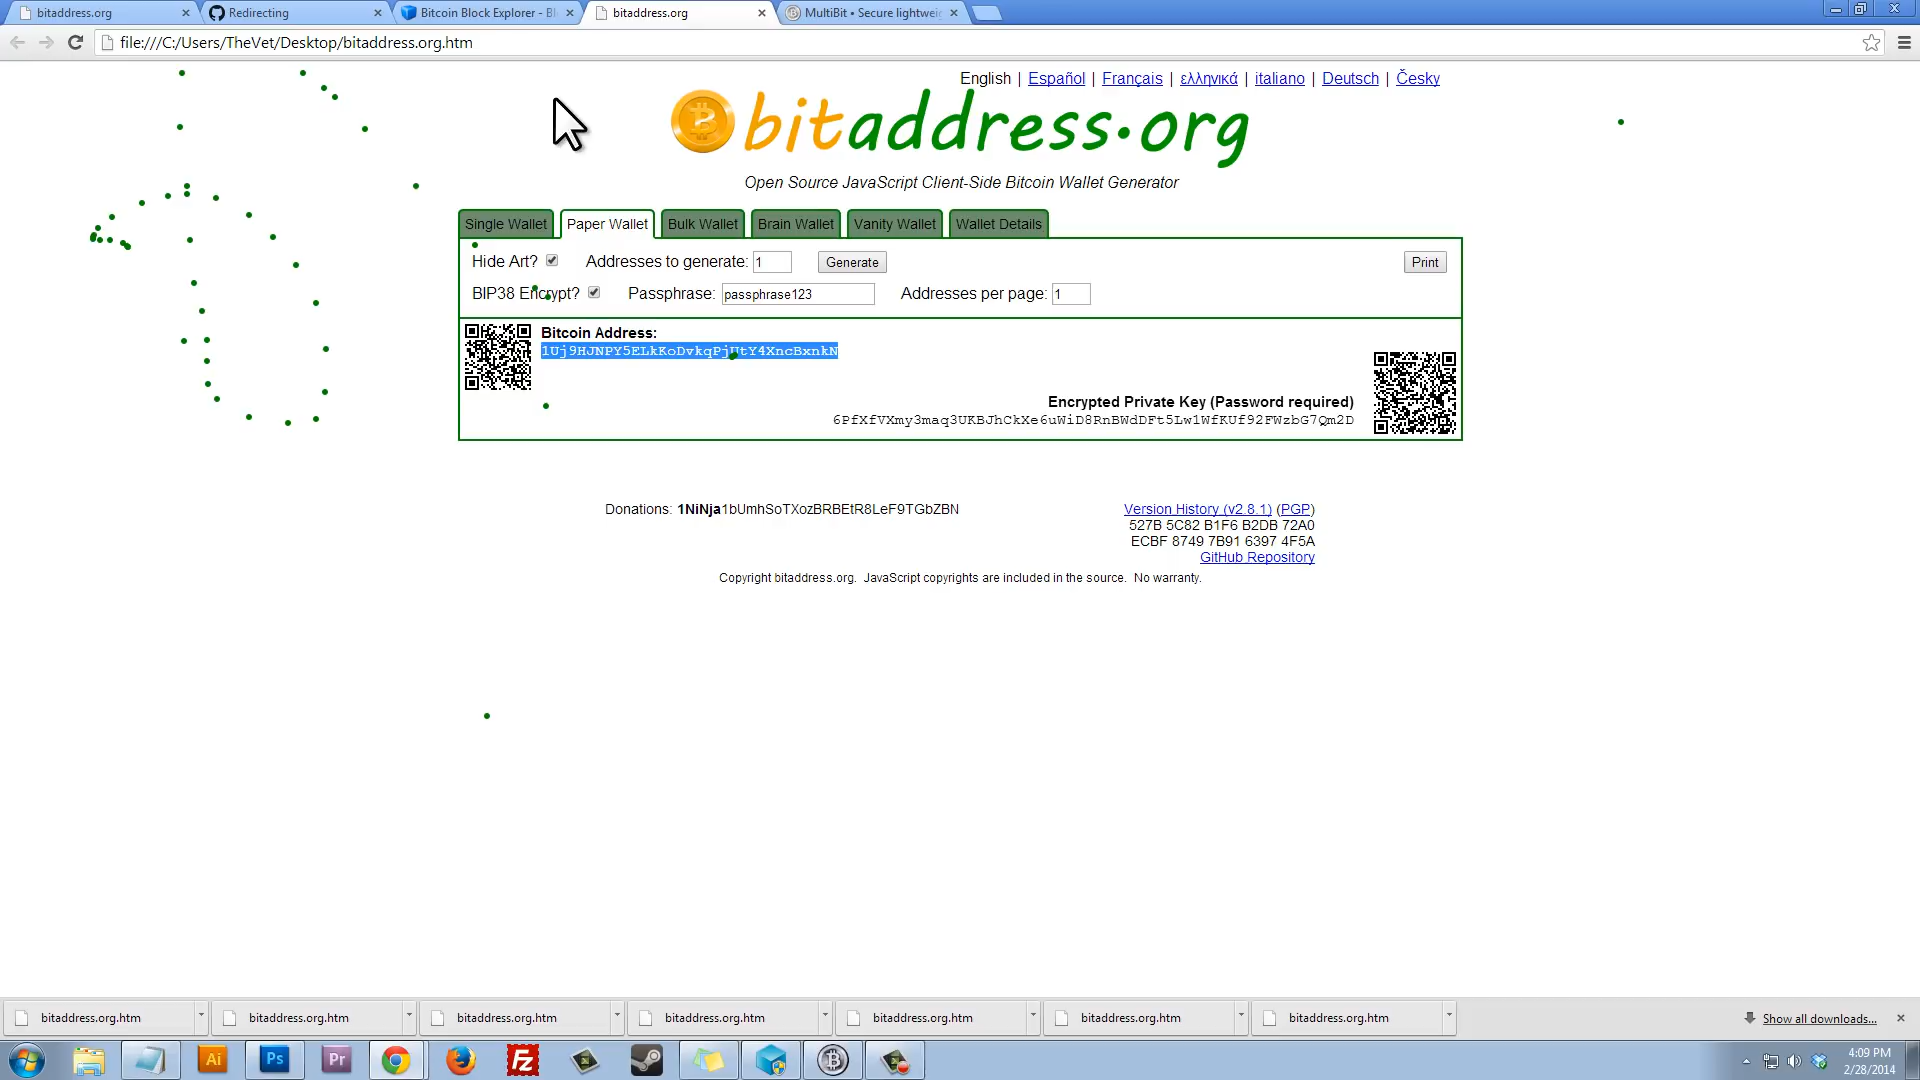 bitaddress.org
Redirecting
Bitcoin Block Explorer - Bl
bitaddress.org
MultiBit • Secure lightwei
file:///C:/Users/TheVet/Desktop/bitaddress.org.htm
English | Español | Français | ελληνικά | italiano | Deutsch | Česky
bitaddress.org
Open Source JavaScript Client-Side Bitcoin Wallet Generator
Single Wallet
Paper Wallet
Bulk Wallet
Brain Wallet
Vanity Wallet
Wallet Details
Hide Art? Addresses to generate: 1 Generate Print
BIP38 Encrypt? Passphrase: passphrase123 Addresses per page: 1
Bitcoin Address:
1Uj9HJNPY5ELkKoDvkqPjUtY4XncBxnkN
Encrypted Private Key (Password required)
6PfXfVXmy3maq3UKBJhCkXe6uWiD8RnBWdDFt5Lw1WfKUf92FWzbG7Qm2D
Donations: 1NiNja1bUmhSoTXozBRBEtR8LeF9TGbZBN
Version History (v2.8.1) (PGP)
527B 5C82 B1F6 B2DB 72A0
ECBF 8749 7B91 6397 4F5A
GitHub Repository
Copyright bitaddress.org. JavaScript copyrights are included in the source. No warranty.
bitaddress.org.htm
bitaddress.org.htm
bitaddress.org.htm
bitaddress.org.htm
bitaddress.org.htm
bitaddress.org.htm
bitaddress.org.htm
Show all downloads...
Ai
Ps
Pr
Fz
4:09 PM
2/28/2014